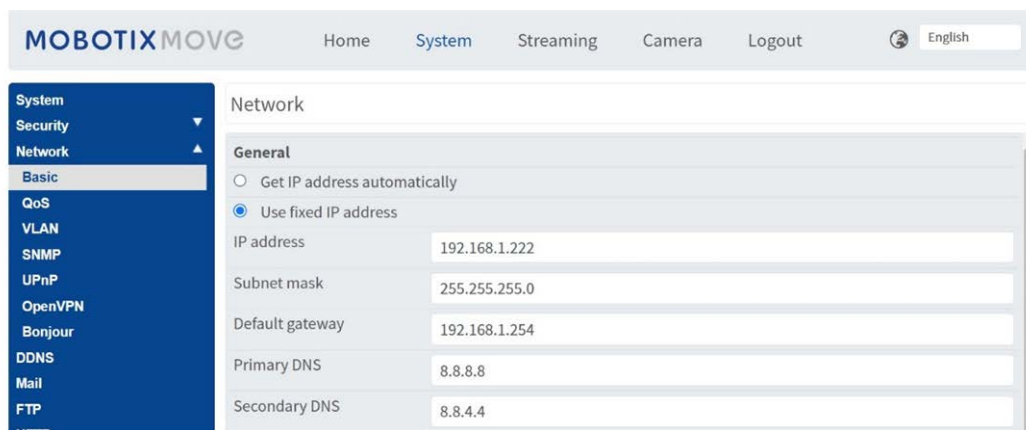 MOBOTIXMOVE
Home System Streaming Camera Logout English
System
Security
Network
Basic
QoS
VLAN
SNMP
UPnP
OpenVPN
Bonjour
DDNS
Mail
FTP
Network
General
Get IP address automatically
Use fixed IP address
IP address 192.168.1.222
Subnet mask 255.255.255.0
Default gateway 192.168.1.254
Primary DNS 8.8.8.8
Secondary DNS 8.8.4.4